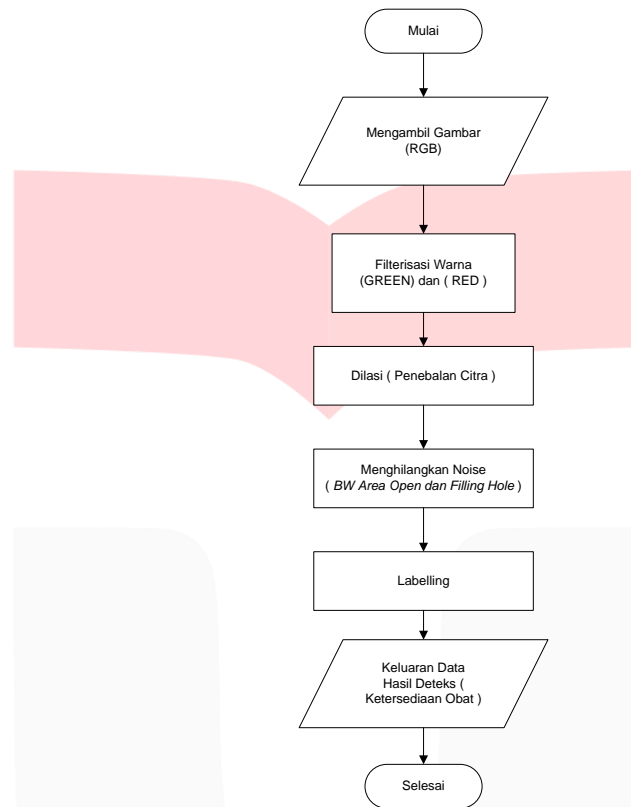 Mulai
Mengambil Gambar
(RGB)
Filterisasi Warna
(GREEN) dan ( RED )
Dilasi ( Penebalan Citra )
Menghilangkan Noise
( BW Area Open dan Filling Hole )
Labelling
Keluaran Data
Hasil Deteks (
Ketersediaan Obat )
Selesai